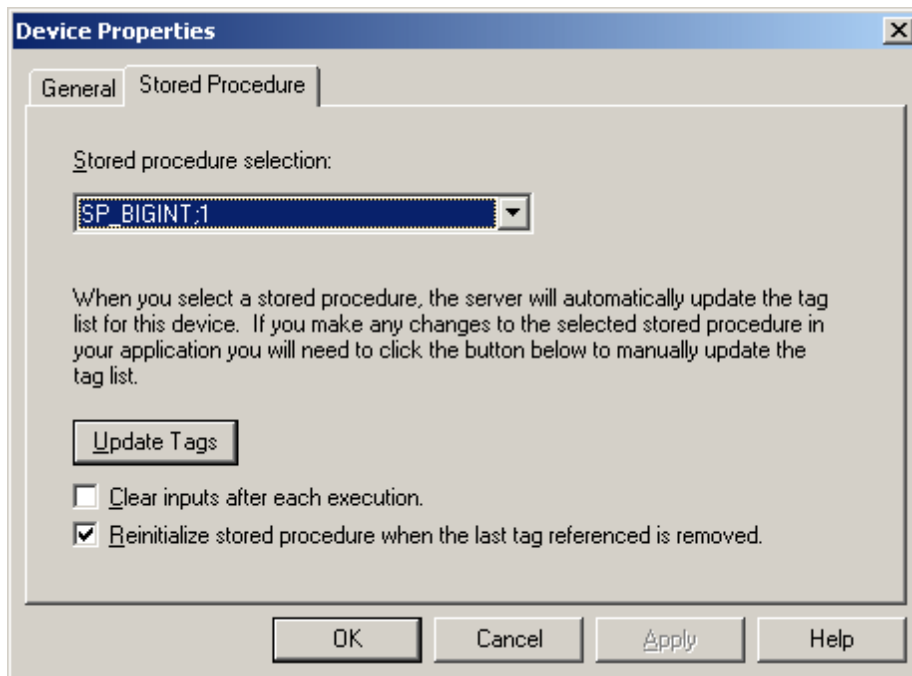 Device Properties
General
Stored Procedure
Stored procedure selection:
SP_BIGINT;1
When you select a stored procedure, the server will automatically update the tag
list for this device.  If you make any changes to the selected stored procedure in
your application you will need to click the button below to manually update the
tag list.
Update Tags
Clear inputs after each execution.
Reinitialize stored procedure when the last tag referenced is removed.
OK
Cancel
Apply
Help